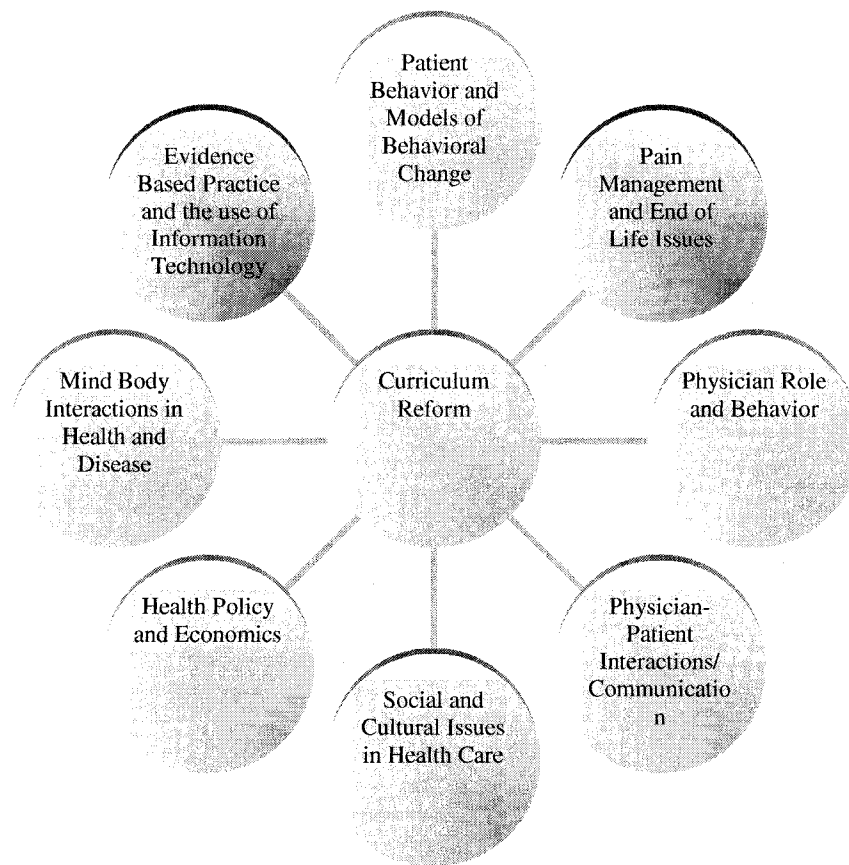 Patient
Behavior and
Models of
Behavioral
Change
Evidence
Based Practice
and the use of
Information
Technology
Pain
Management
and End of
Life Issues
Mind Body
Interactions in
Health and
Disease
Curriculum
Reform
Physician Role
and Behavior
Health Policy
and Economics
Physician-
Patient
Interactions/
Communicatio
n
Social and
Cultural Issues
in Health Care